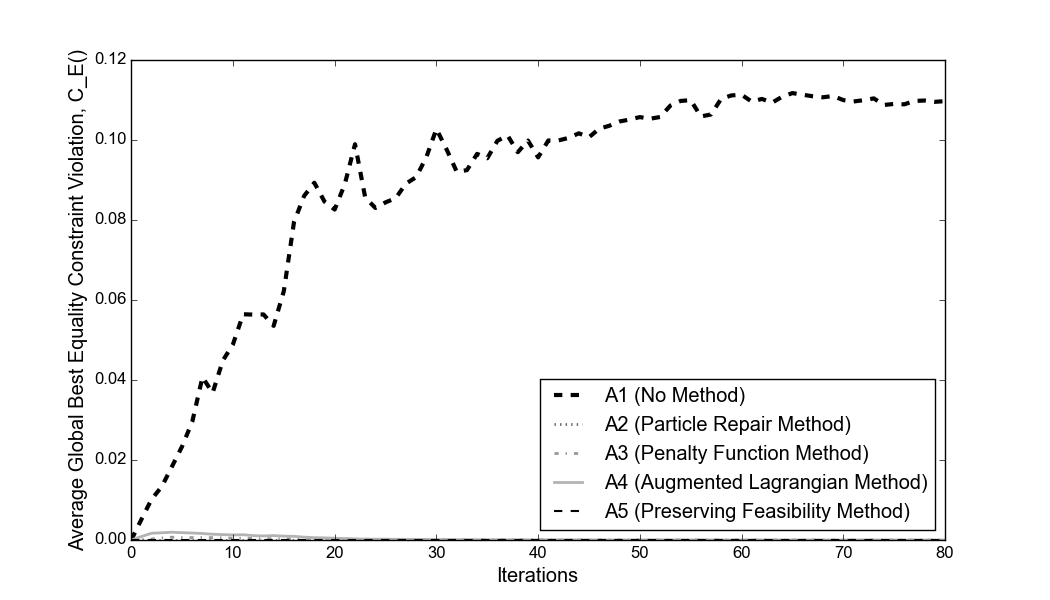 Average Global Best Equality Constraint Violation, C_E()
0.12
0.10
0.08
0.06
0.04
0.02
0.00
A1 (No Method)
A2 (Particle Repair Method)
A3 (Penalty Function Method)
A4 (Augmented Lagrangian Method)
A5 (Preserving Feasibility Method)
0 10 20 30 40 50 60 70 80
Iterations